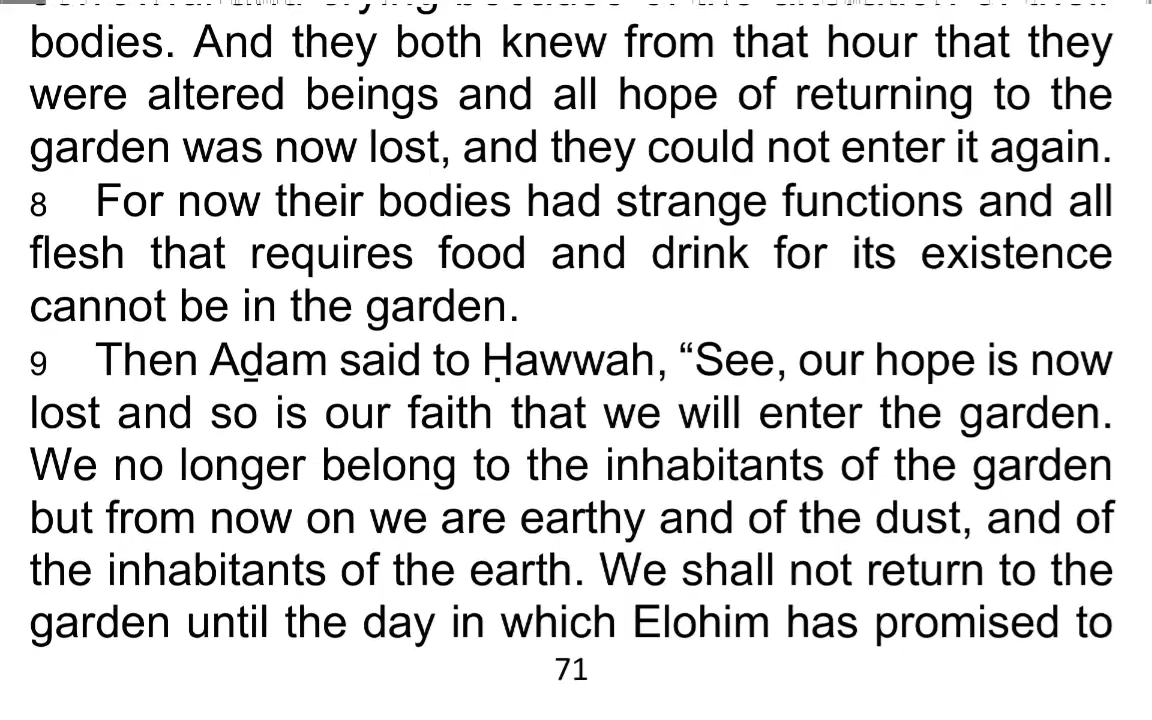 bodies. And they both knew from that hour that they
were altered beings and all hope of returning to the
garden was now lost, and they could not enter it again.
8 For now their bodies had strange functions and all
flesh that requires food and drink for its existence
cannot be in the garden.
9 Then Aḏam said to Ḥawwah, “See, our hope is now
lost and so is our faith that we will enter the garden.
We no longer belong to the inhabitants of the garden
but from now on we are earthy and of the dust, and of
the inhabitants of the earth. We shall not return to the
garden until the day in which Elohim has promised to
71